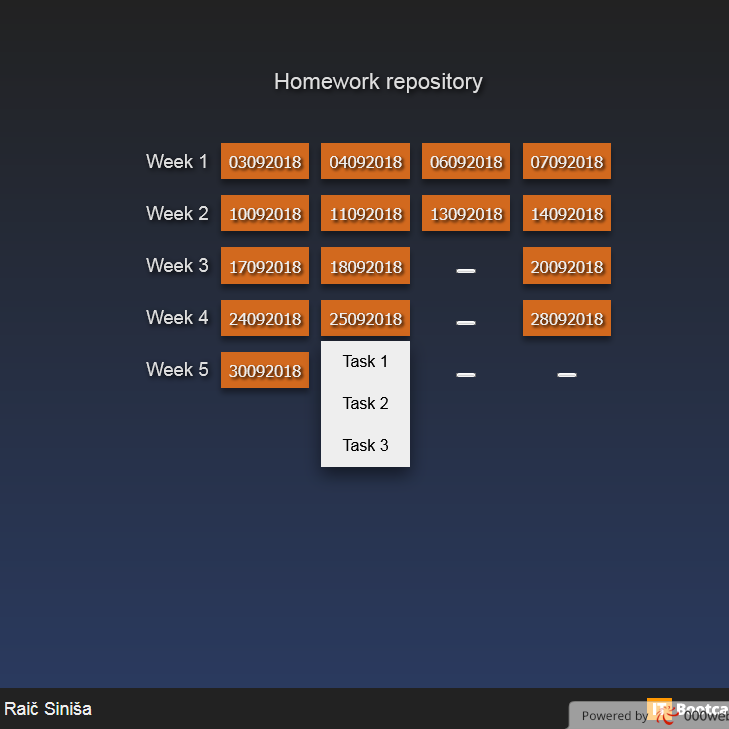 Homework repository
Week 1 03092018 04092018 06092018 07092018
Week 2 10092018 11092018 13092018 14092018
Week 3 17092018 18092018 – 20092018
Week 4 24092018 25092018 – 28092018
Week 5 30092018 – –
Task 1
Task 2
Task 3
Raič Siniša
IT Bootca
Powered by 000web